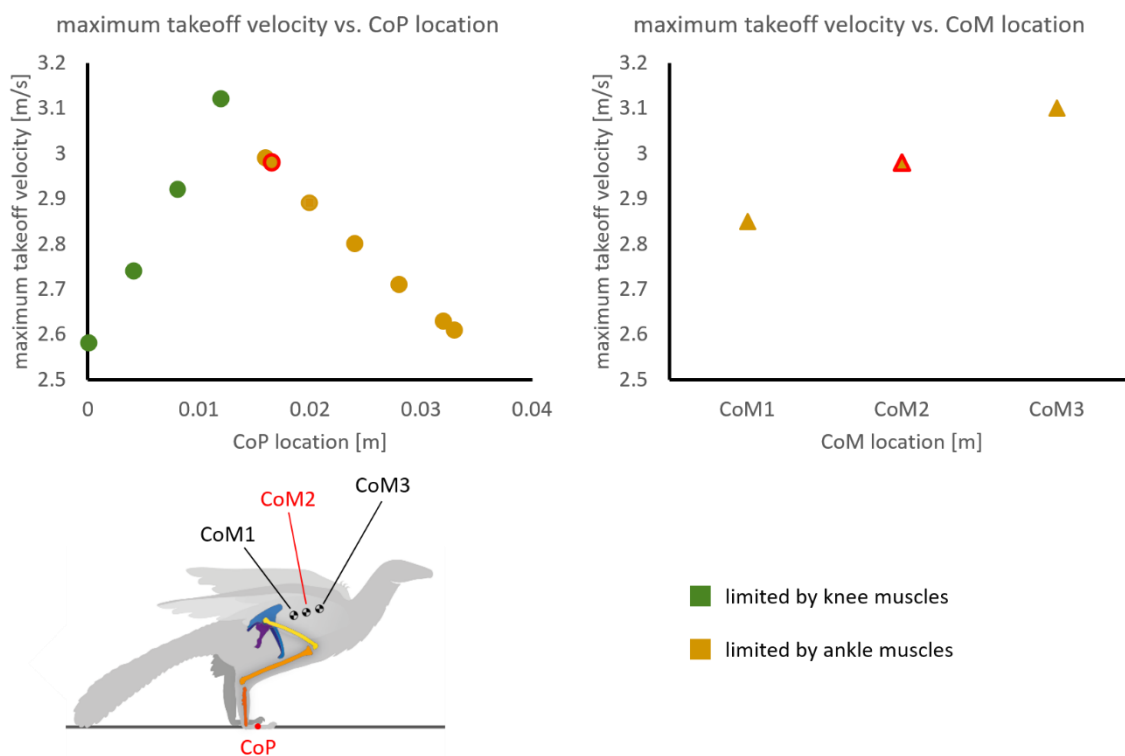 maximum takeoff velocity vs. CoP location
maximum takeoff velocity [m/s]
3.2
3.1
3
2.9
2.8
2.7
2.6
2.5
0
0.01
0.02
0.03
0.04
CoP location [m]
maximum takeoff velocity vs. CoM location
maximum takeoff velocity [m/s]
3.2
3.1
3
2.9
2.8
2.7
2.6
2.5
CoM1
CoM2
CoM3
CoM location [m]
CoM3
CoM2
CoM1
CoP
limited by knee muscles
limited by ankle muscles